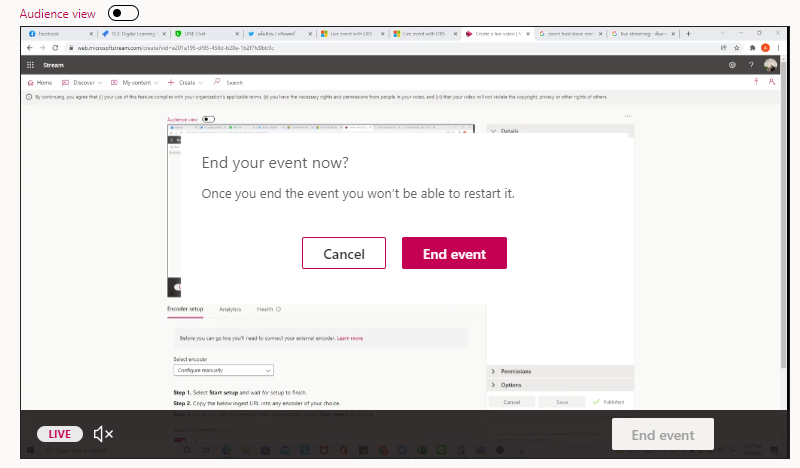 Audience view
Facebook
LINE Chat
Live event with OBS
Live event with OBS
Create a live video | M
zoom basf leave mee
web.microsoftstream.com/create?vid=
Stream
Home
Discover
My content
Create
Search
By continuing, you agree that (i) your use of this feature complies with your organization's applicable terms, (ii) you have the necessary rights and permissions from people in your video, and (iii) that your video will not violate the copyright, privacy or other rights of others.
Audience view
Details
End your event now?
Once you end the event you won't be able to restart it.
Cancel
End event
Encoder setup
Analytics
Health
Before you can go live you'll need to connect your external encoder. Learn more
Select encoder
Configure manually
Permissions
Step 1. Select Start setup and wait for setup to finish.
Options
Step 2. Copy the below ingest URL into any encoder of your choice.
Cancel
Save
Published
LIVE
End event